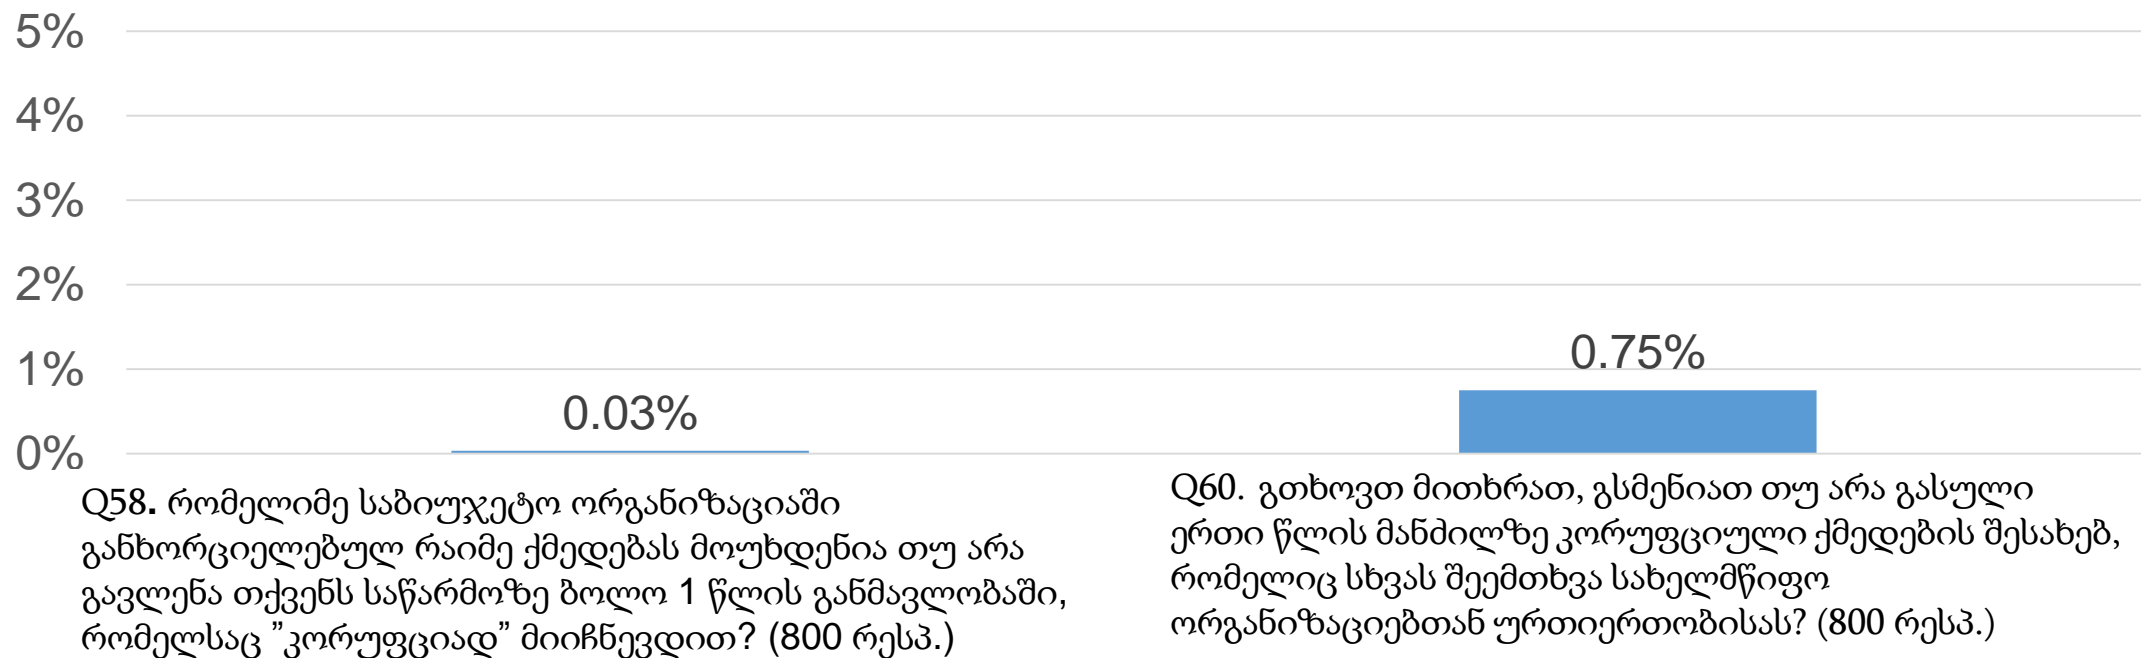 5%
4%
3%
2%
1%
0%
0.03%
0.75%
Q58. რომელიმე საბიუჯეტო ორგანიზაციაში
განხორციელებულ რაიმე ქმედებას მოუხდენია თუ არა
გავლენა თქვენს საწარმოზე ბოლო 1 წლის განმავლობაში,
რომელსაც ”კორუფციად” მიიჩნევდით? (800 რესპ.)
Q60. გთხოვთ მითხრათ, გსმენიათ თუ არა გასული
ერთი წლის მანძილზე კორუფციული ქმედების შესახებ,
რომელიც სხვას შეემთხვა სახელმწიფო
ორგანიზაციებთან ურთიერთობისას? (800 რესპ.)